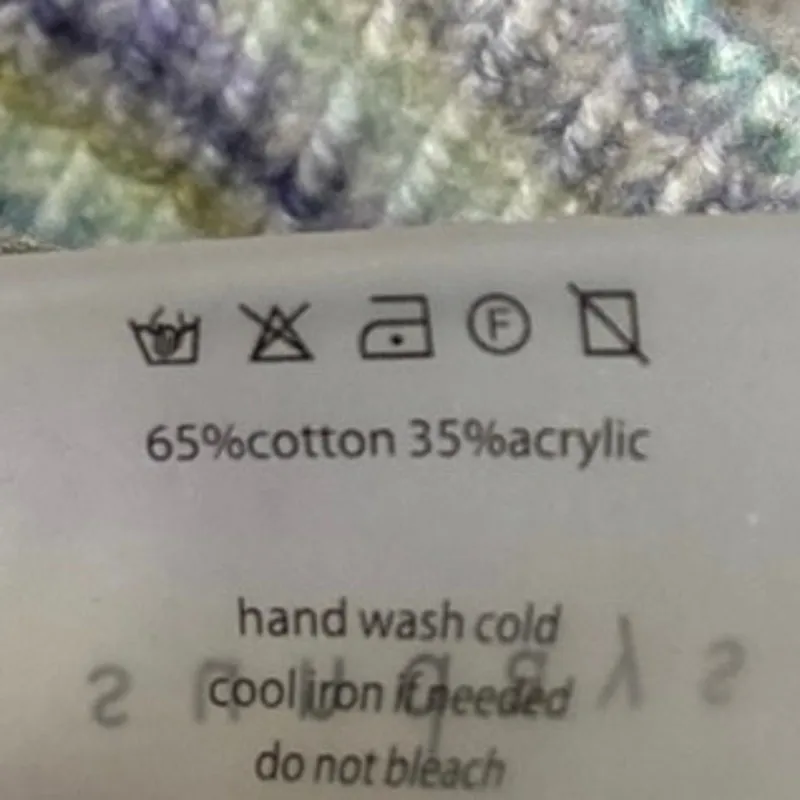 F
65%cotton 35%acrylic
hand wash cold
cool iron if needed
do not bleach